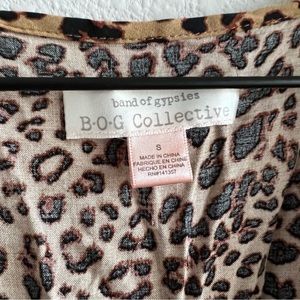 band of gypsies
B·O·G Collective
S
MADE IN CHINA
FABRIQUÉ EN CHINE
HECHO EN CHINA
RN#141357